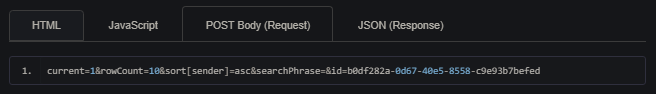 HTML JavaScript POST Body (Request) JSON (Response)
1. current=1&rowCount=10&sort[sender]=asc&searchPhrase=&id=b0df282a-0d67-40e5-8558-c9e93b7befed